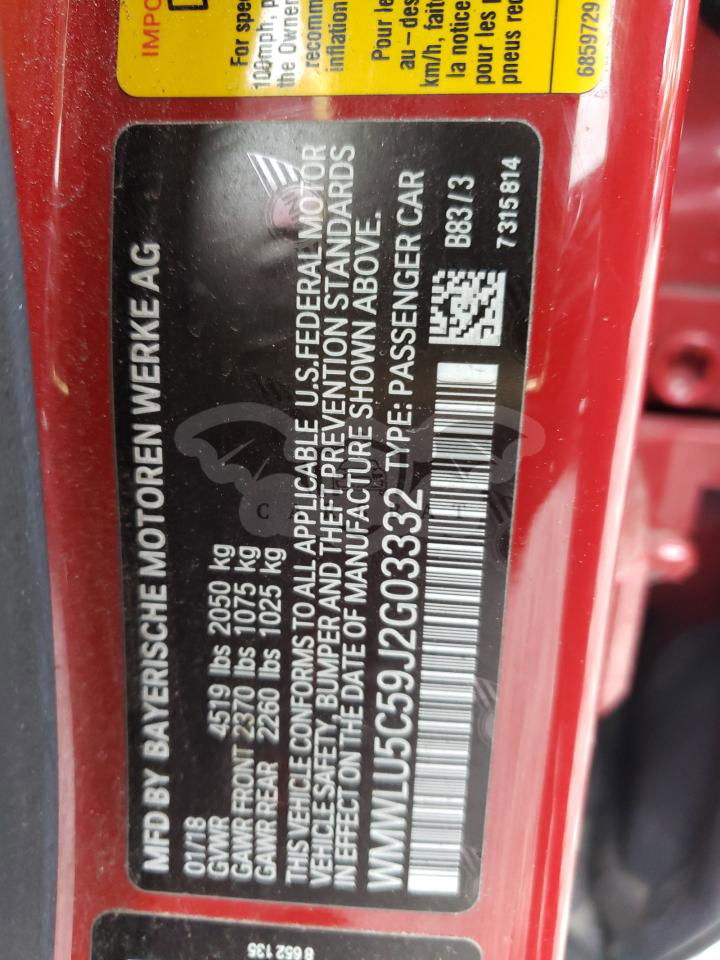 IMPO
For spe
100mph, p
the Owner
recomm
inflation
Pour le
au-des
km/h, faite
la notice
pour les p
pneus rec
6859729
MFD BY BAYERISCHE MOTOREN WERKE AG
01/18
GVWR 4519 lbs 2050 kg
GAWR FRONT 2370 lbs 1075 kg
GAWR REAR 2260 lbs 1025 kg
THIS VEHICLE CONFORMS TO ALL APPLICABLE U.S. FEDERAL MOTOR
VEHICLE SAFETY, BUMPER AND THEFT PREVENTION STANDARDS
IN EFFECT ON THE DATE OF MANUFACTURE SHOWN ABOVE.
WMWLU5C59J2G03332 TYPE: PASSENGER CAR
B83/3
7315814
8 652 135